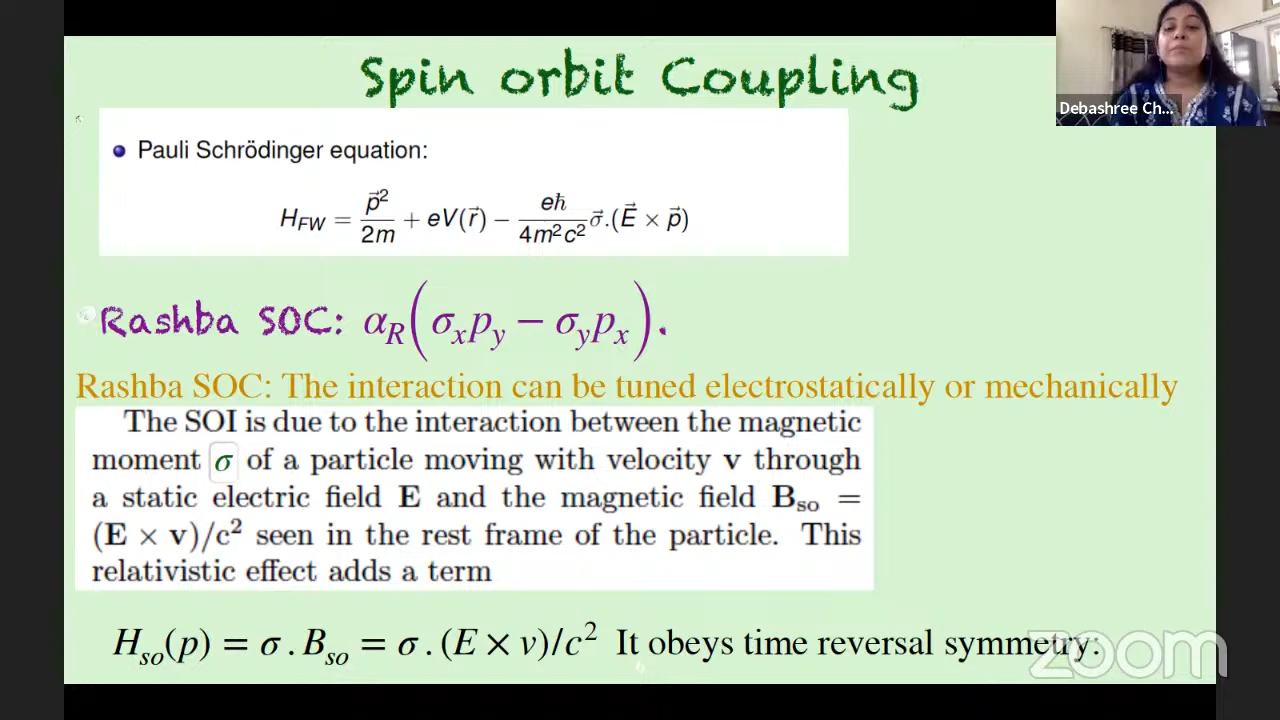 Spin orbit Coupling
Debashree Ch...
Pauli Schrödinger equation:
H_FW = p⃗²/2m + eV(r⃗) − eħ/4m²c² σ⃗.(E⃗ × p⃗)
Rashba SOC: α_R(σ_x p_y − σ_y p_x).
Rashba SOC: The interaction can be tuned electrostatically or mechanically
The SOI is due to the interaction between the magnetic
moment σ of a particle moving with velocity v through
a static electric field E and the magnetic field B_so =
(E × v)/c² seen in the rest frame of the particle. This
relativistic effect adds a term
H_so(p) = σ . B_so = σ . (E × v)/c² It obeys time reversal symmetry:
zoom